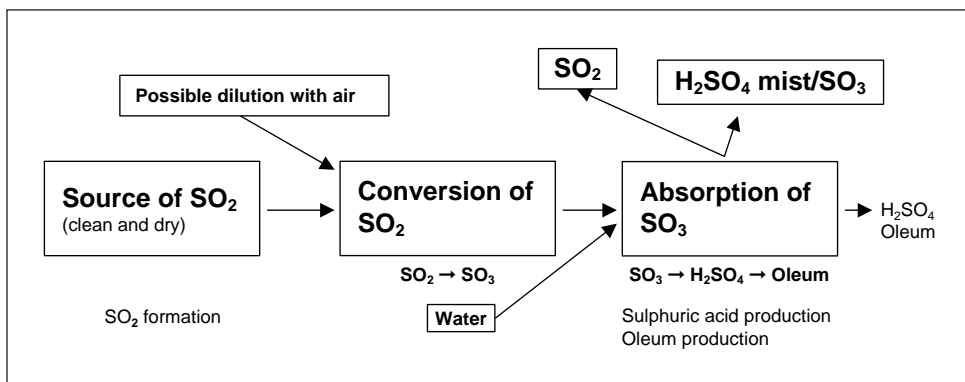 SO₂
H₂SO₄ mist/SO₃
Possible dilution with air
Source of SO₂
(clean and dry)
Conversion of
SO₂
Absorption of
SO₃
H₂SO₄
Oleum
SO₂ → SO₃
SO₃ → H₂SO₄ → Oleum
Water
SO₂ formation
Sulphuric acid production
Oleum production